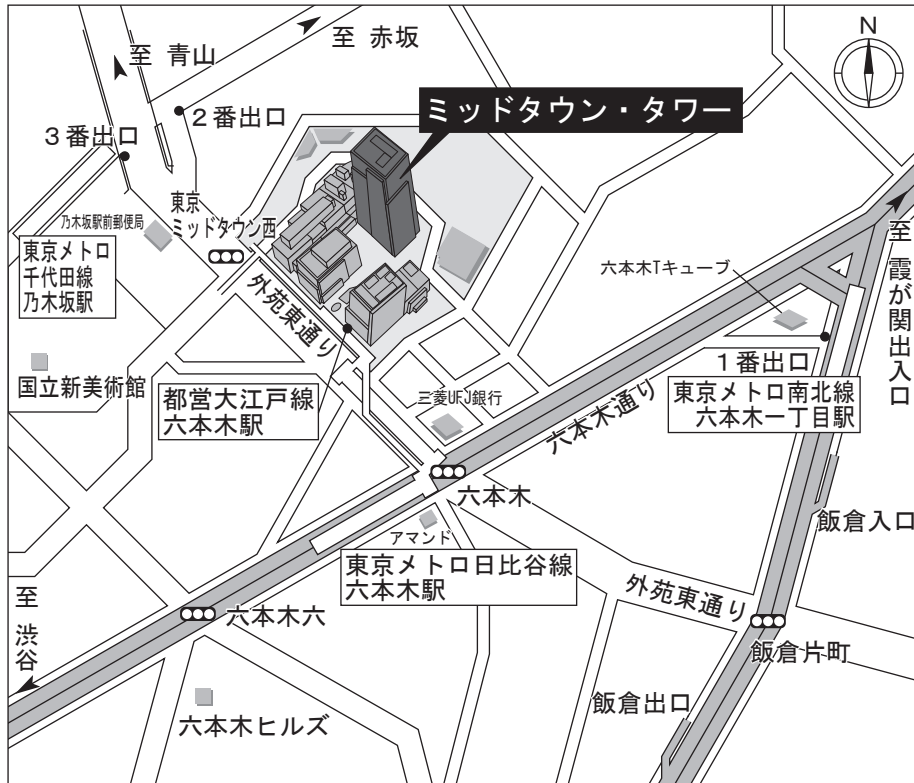 至 青山
至 赤坂
N
2番出口
ミッドタウン・タワー
3番出口
東京
ミッドタウン西
乃木坂駅前郵便局
東京メトロ
千代田線
乃木坂駅
外苑東通り
六本木Tキューブ
至 霞が関出入口
国立新美術館
都営大江戸線
六本木駅
三菱UFJ銀行
六本木通り
1番出口
東京メトロ南北線
六本木一丁目駅
六本木
飯倉入口
アマンド
東京メトロ日比谷線
六本木駅
外苑東通り
至 渋谷
六本木六
飯倉片町
飯倉出口
六本木ヒルズ